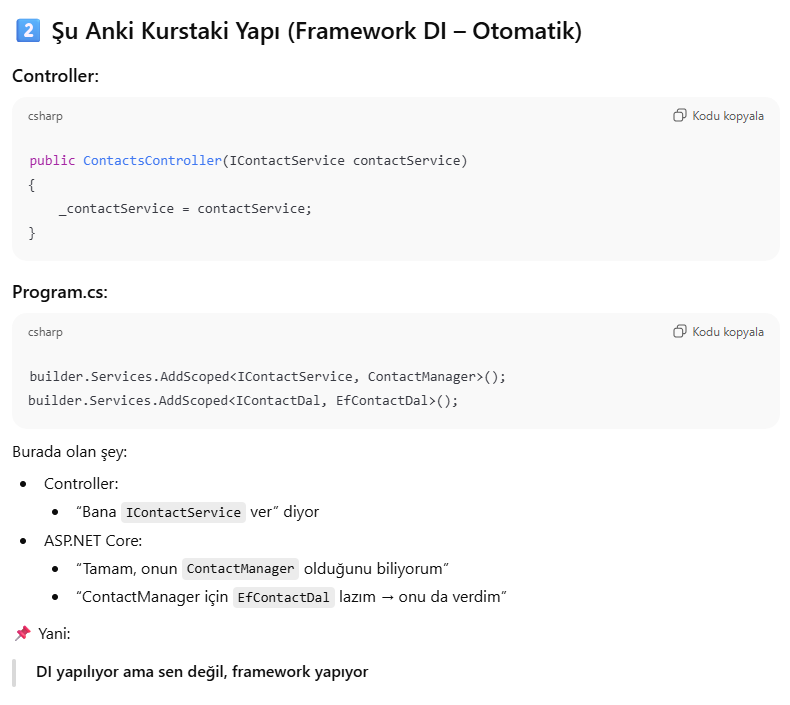 2 Şu Anki Kurstaki Yapı (Framework DI – Otomatik)
Controller:
csharp Kodu kopyala
public ContactsController(IContactService contactService)
{
    _contactService = contactService;
}
Program.cs:
csharp Kodu kopyala
builder.Services.AddScoped<IContactService, ContactManager>();
builder.Services.AddScoped<IContactDal, EfContactDal>();
Burada olan şey:
• Controller:
• “Bana IContactService ver” diyor
• ASP.NET Core:
• “Tamam, onun ContactManager olduğunu biliyorum”
• “ContactManager için EfContactDal lazım → onu da verdim”
📌 Yani:
DI yapılıyor ama sen değil, framework yapıyor